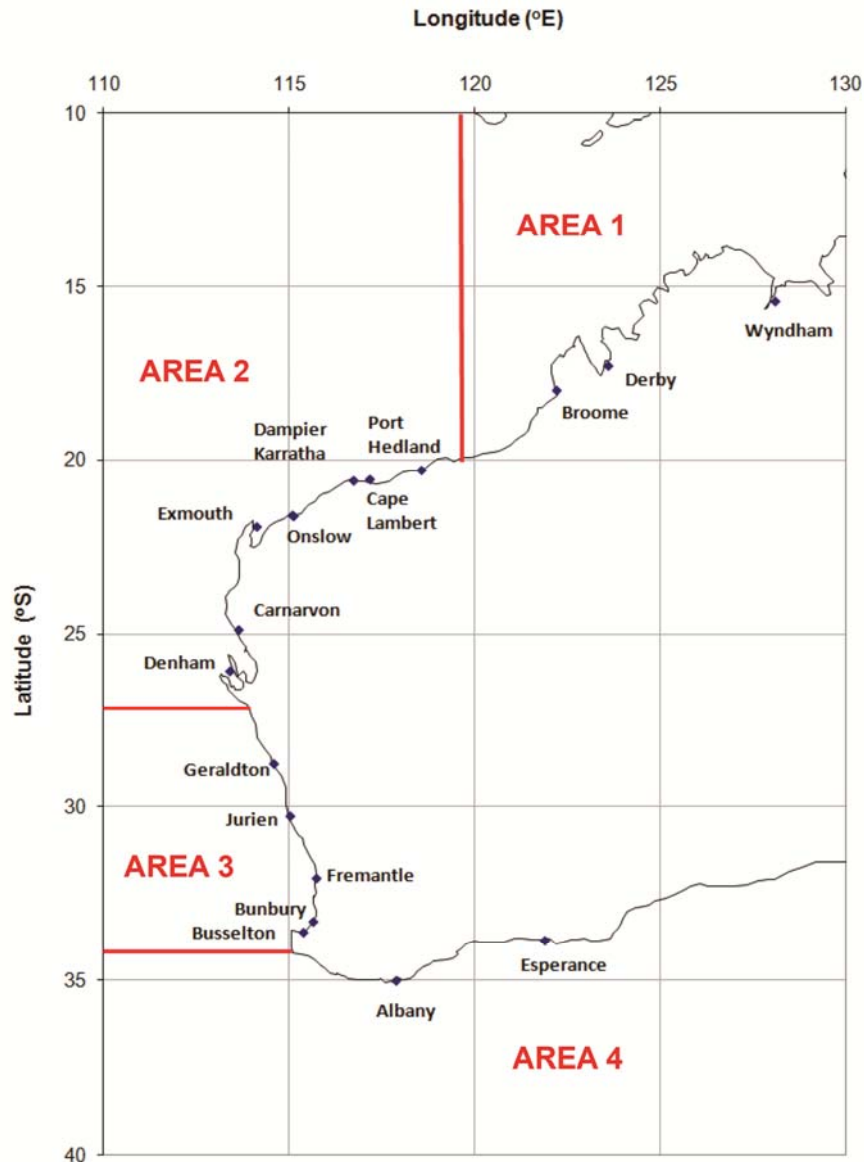 Longitude (°E)
110 115 120 125 130
10
AREA 1
15
Wyndham
AREA 2
Derby
Broome
Dampier
Karratha
Port
Hedland
20
Exmouth
Onslow
Cape
Lambert
Carnarvon
25
Denham
Latitude (°S)
Geraldton
30
Jurien
AREA 3
Fremantle
Bunbury
Busselton
Esperance
35
Albany
AREA 4
40